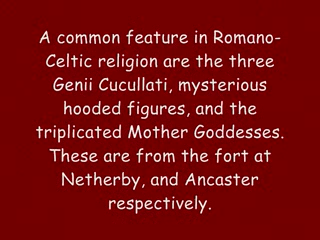 A common feature in Romano-
Celtic religion are the three
Genii Cucullati, mysterious
hooded figures, and the
triplicated Mother Goddesses.
These are from the fort at
Netherby, and Ancaster
respectively.